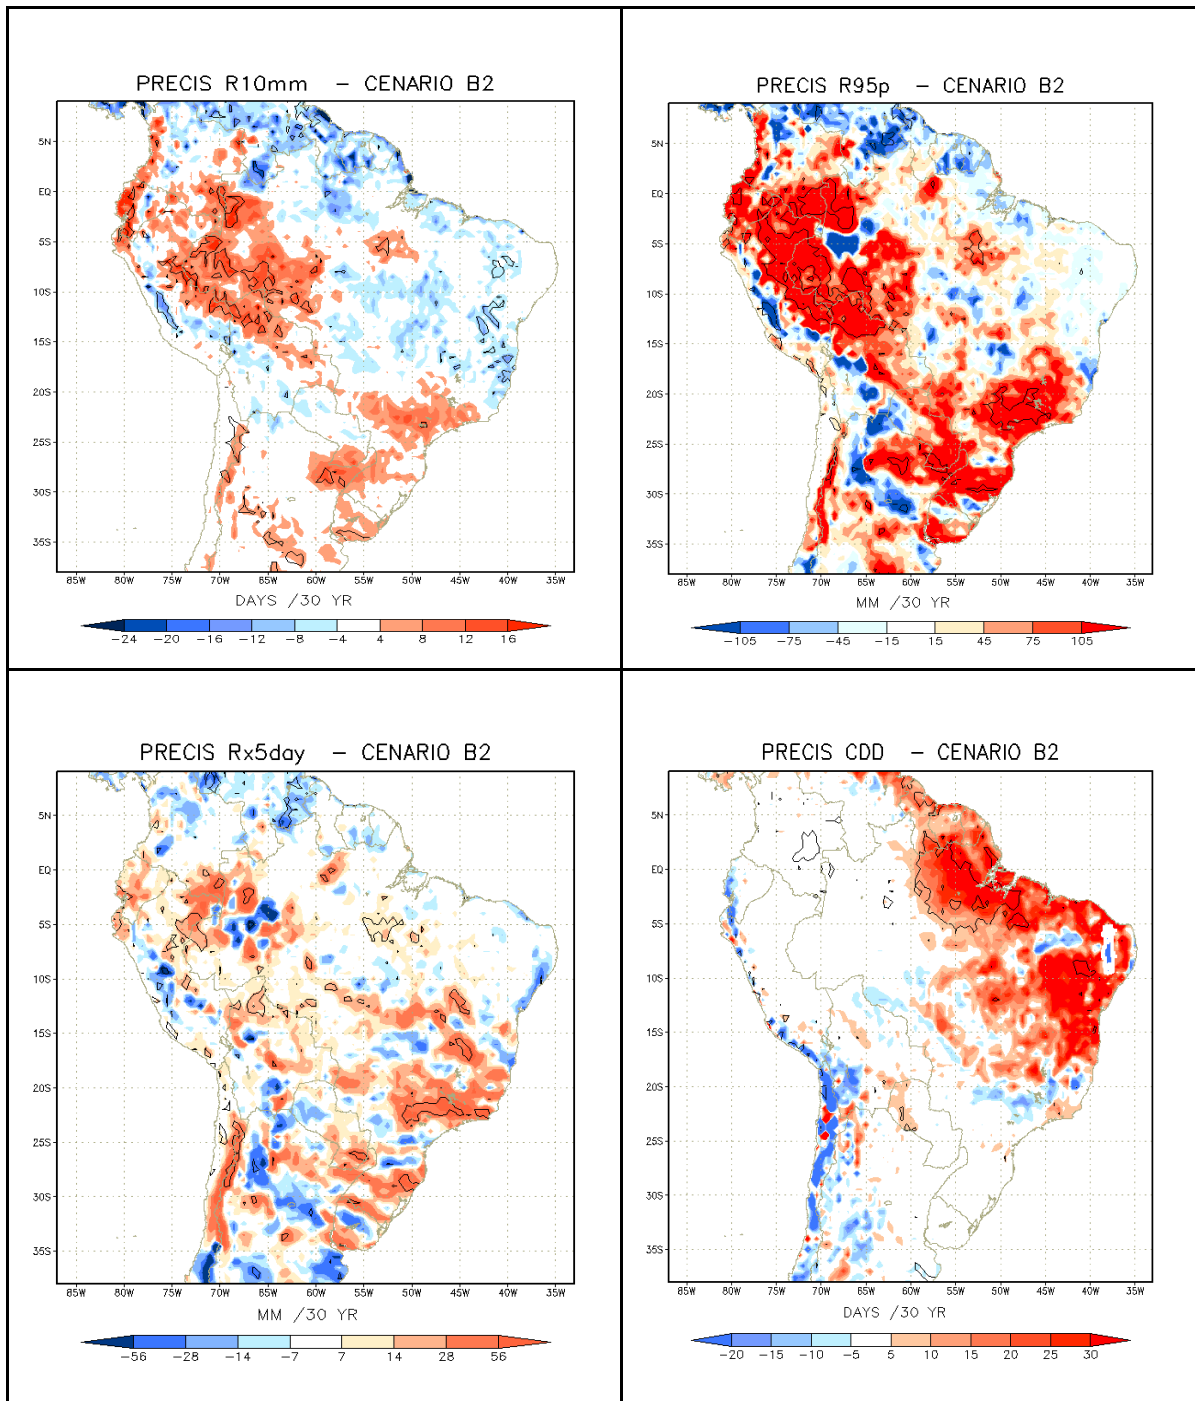 PRECIS R10mm – CENARIO B2
5N
EQ
5S
10S
15S
20S
25S
30S
35S
85W 80W 75W 70W 65W 60W 55W 50W 45W 40W 35W
DAYS /30 YR
-24 -20 -16 -12 -8 -4 4 8 12 16
PRECIS R95p – CENARIO B2
5N
EQ
5S
10S
15S
20S
25S
30S
35S
85W 80W 75W 70W 65W 60W 55W 50W 45W 40W 35W
MM /30 YR
-105 -75 -45 -15 15 45 75 105
PRECIS Rx5day – CENARIO B2
5N
EQ
5S
10S
15S
20S
25S
30S
35S
85W 80W 75W 70W 65W 60W 55W 50W 45W 40W 35W
MM /30 YR
-56 -28 -14 -7 7 14 28 56
PRECIS CDD – CENARIO B2
5N
EQ
5S
10S
15S
20S
25S
30S
35S
85W 80W 75W 70W 65W 60W 55W 50W 45W 40W 35W
DAYS /30 YR
-20 -15 -10 -5 5 10 15 20 25 30